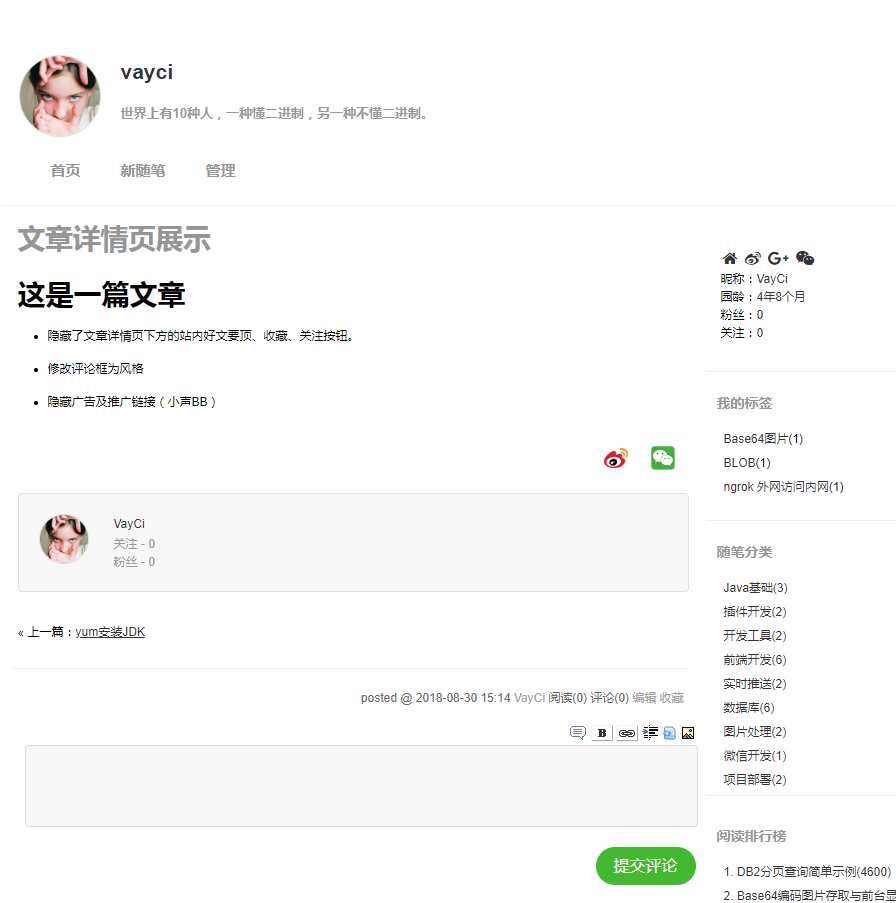 vayci
世界上有10种人，一种懂二进制，另一种不懂二进制。
首页 新随笔 管理
文章详情页展示
这是一篇文章
隐藏了文章详情页下方的站内好文要顶、收藏、关注按钮。
修改评论框为风格
隐藏广告及推广链接（小声BB）
VayCi
关注 - 0
粉丝 - 0
« 上一篇：yum安装JDK
posted @ 2018-08-30 15:14 VayCi 阅读(0) 评论(0) 编辑 收藏
B
提交评论
昵称：VayCi
园龄：4年8个月
粉丝：0
关注：0
我的标签
Base64图片(1)
BLOB(1)
ngrok 外网访问内网(1)
随笔分类
Java基础(3)
插件开发(2)
开发工具(2)
前端开发(6)
实时推送(2)
数据库(6)
图片处理(2)
微信开发(1)
项目部署(2)
阅读排行榜
1. DB2分页查询简单示例(4600)
2. Base64编码图片存取与前台显